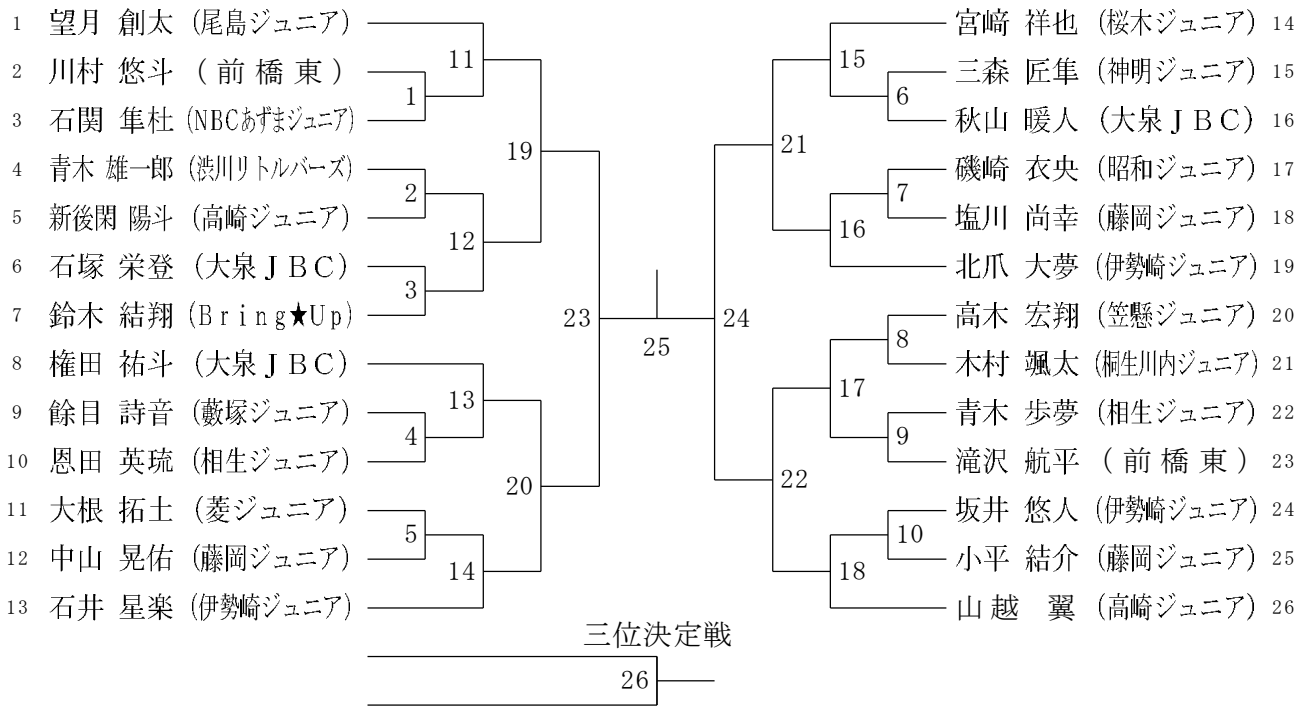 1 望月 創太 (尾島ジュニア)
2 川村 悠斗 (前橋東)
3 石関 隼杜 (NBCあずまジュニア)
4 青木 雄一郎 (渋川リトルバーズ)
5 新後閑 陽斗 (高崎ジュニア)
6 石塚 栄登 (大泉ＪＢＣ)
7 鈴木 結翔 (Bring★Up)
8 権田 祐斗 (大泉ＪＢＣ)
9 餘目 詩音 (藪塚ジュニア)
10 恩田 英琉 (相生ジュニア)
11 大根 拓土 (菱ジュニア)
12 中山 晃佑 (藤岡ジュニア)
13 石井 星楽 (伊勢崎ジュニア)
11
1
2
12
3
13
4
5
14
19
20
23
25
24
21
22
15
6
7
16
8
17
9
10
18
宮﨑 祥也 (桜木ジュニア) 14
三森 匠隼 (神明ジュニア) 15
秋山 暖人 (大泉ＪＢＣ) 16
磯崎 衣央 (昭和ジュニア) 17
塩川 尚幸 (藤岡ジュニア) 18
北爪 大夢 (伊勢崎ジュニア) 19
高木 宏翔 (笠懸ジュニア) 20
木村 颯太 (桐生川内ジュニア) 21
青木 歩夢 (相生ジュニア) 22
滝沢 航平 (前橋東) 23
坂井 悠人 (伊勢崎ジュニア) 24
小平 結介 (藤岡ジュニア) 25
山越 翼 (高崎ジュニア) 26
三位決定戦
26